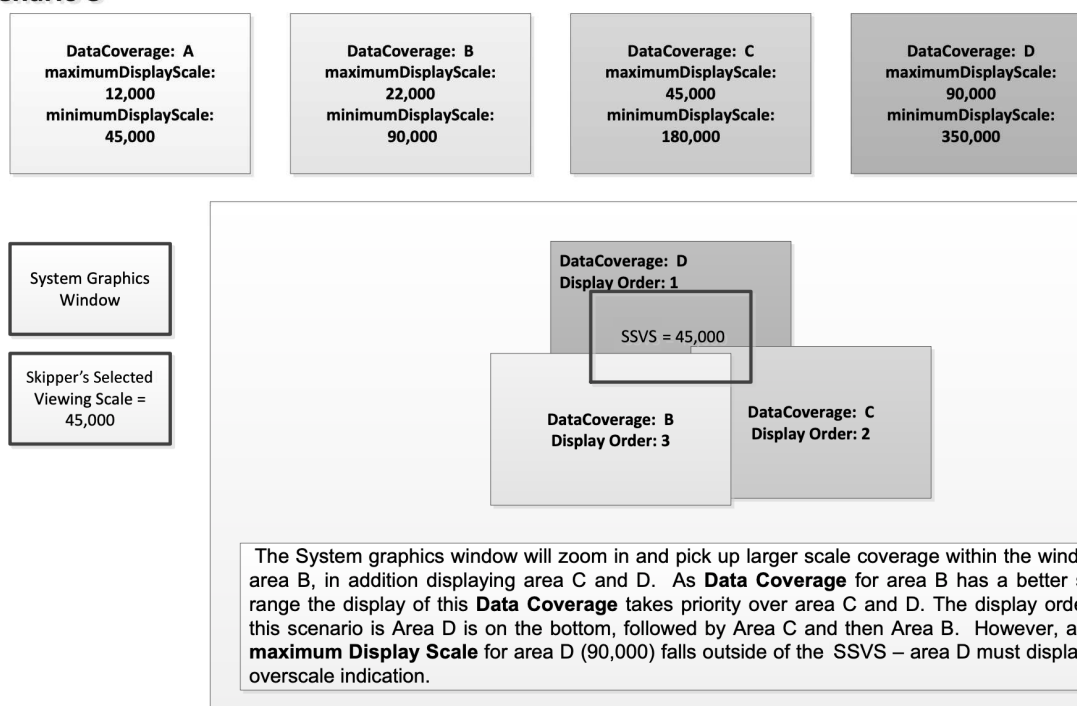 DataCoverage: A
maximumDisplayScale:
12,000
minimumDisplayScale:
45,000
DataCoverage: B
maximumDisplayScale:
22,000
minimumDisplayScale:
90,000
DataCoverage: C
maximumDisplayScale:
45,000
minimumDisplayScale:
180,000
DataCoverage: D
maximumDisplayScale:
90,000
minimumDisplayScale:
350,000
System Graphics
Window
Skipper's Selected
Viewing Scale =
45,000
DataCoverage: D
Display Order: 1
SSVS = 45,000
DataCoverage: B
Display Order: 3
DataCoverage: C
Display Order: 2
The System graphics window will zoom in and pick up larger scale coverage within the
area B, in addition displaying area C and D. As Data Coverage for area B has a better
range the display of this Data Coverage takes priority over area C and D. The display
this scenario is Area D is on the bottom, followed by Area C and then Area B. However,
maximum Display Scale for area D (90,000) falls outside of the SSVS – area D must
overscale indication.